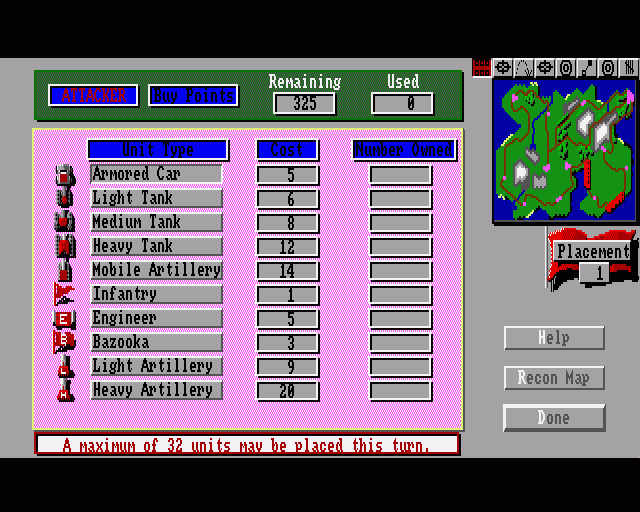 Remaining Used
ATTACKER Buy Points 325 0
Unit Type Cost Number Owned
Armored Car 5
Light Tank 6
Medium Tank 8
Heavy Tank 12
Mobile Artillery 14
Infantry 1
E Engineer 5
Bazooka 3
Light Artillery 9
Heavy Artillery 20
A maximum of 32 units may be placed this turn.
Placement
1
Help
Recon Map
Done